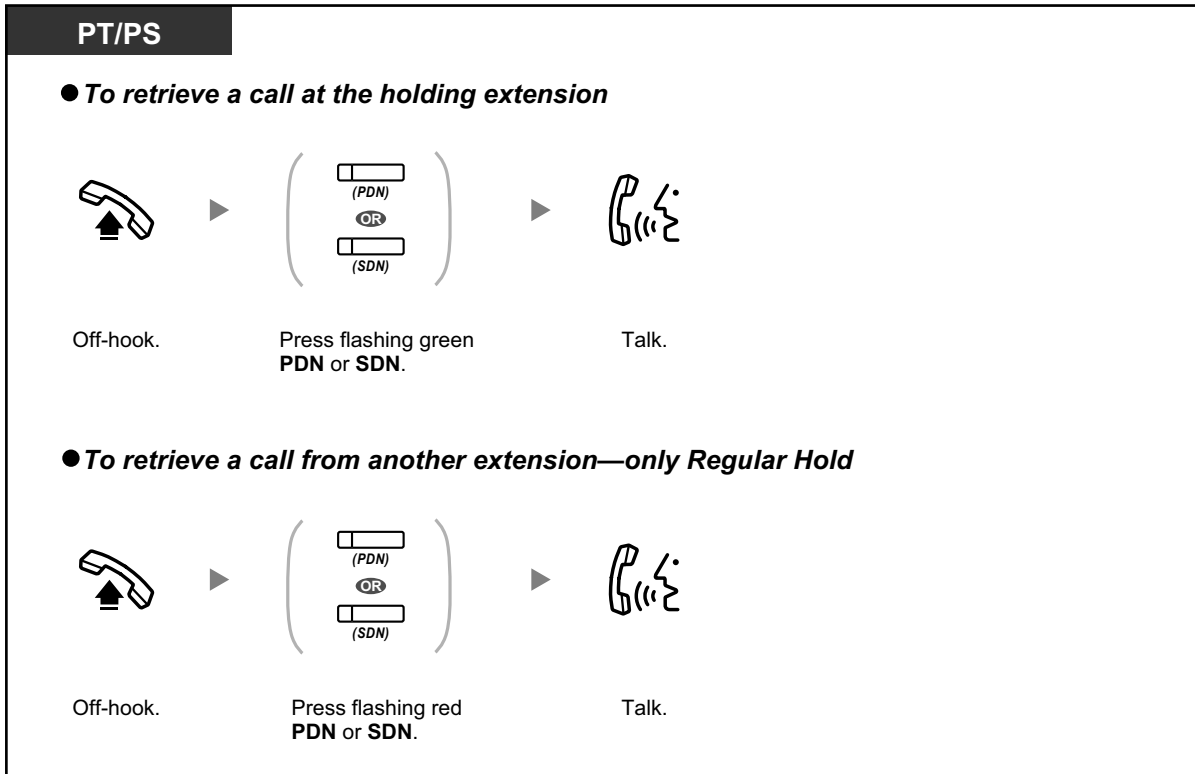 PT/PS
● To retrieve a call at the holding extension
(PDN)
OR
(SDN)
Off-hook.
Press flashing green
PDN or SDN.
Talk.
● To retrieve a call from another extension—only Regular Hold
(PDN)
OR
(SDN)
Off-hook.
Press flashing red
PDN or SDN.
Talk.